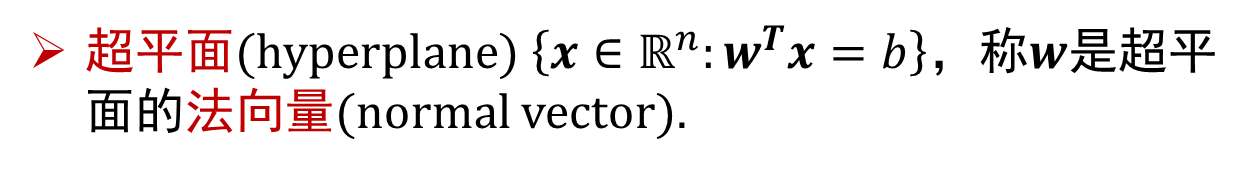 ➢ 超平面(hyperplane) {𝒙 ∈ ℝⁿ: 𝒘ᵀ𝒙 = 𝑏}，称𝒘是超平
面的法向量(normal vector).